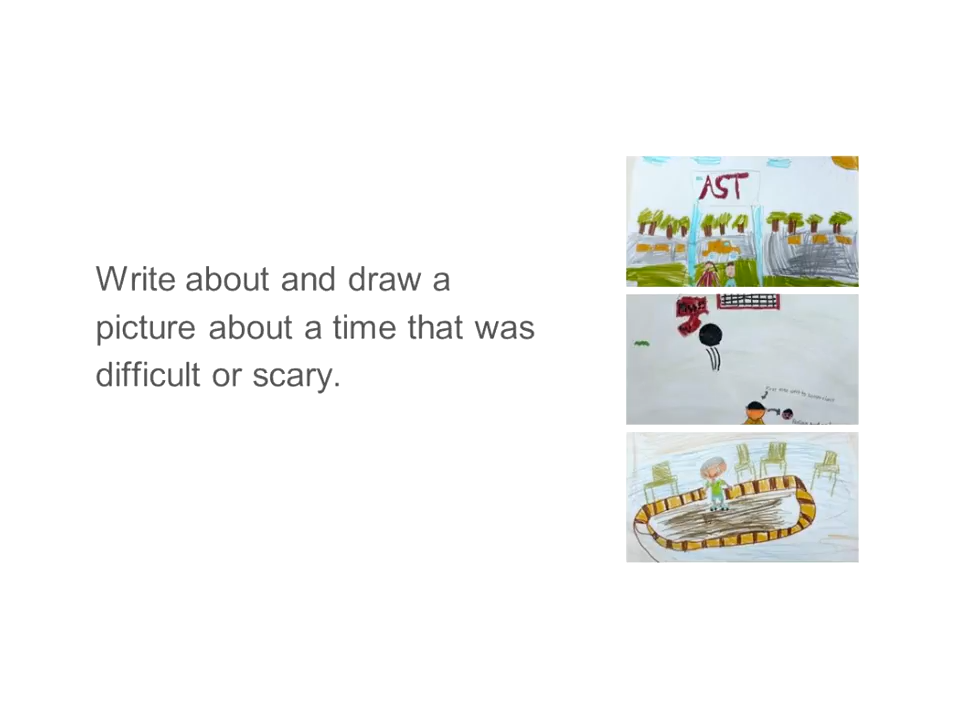 Write about and draw a
picture about a time that was
difficult or scary.
AST